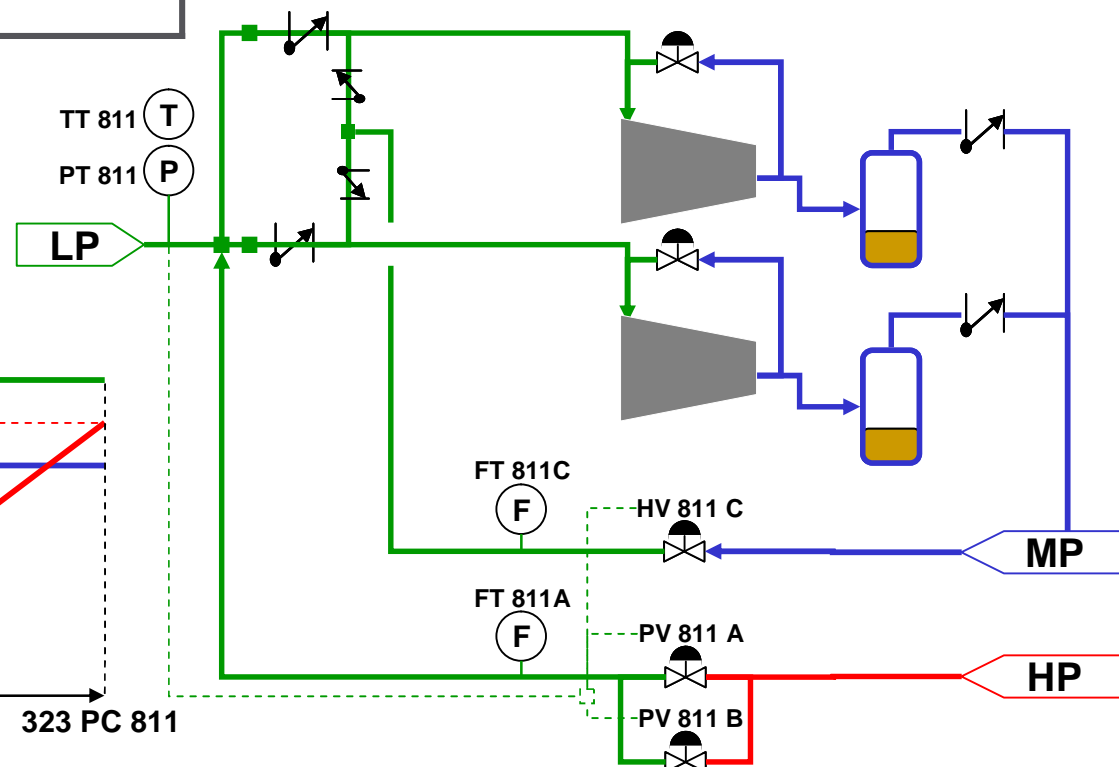 TT 811
T
PT 811
P
LP
FT 811C
F
HV 811 C
MP
FT 811A
F
PV 811 A
HP
PV 811 B
323 PC 811